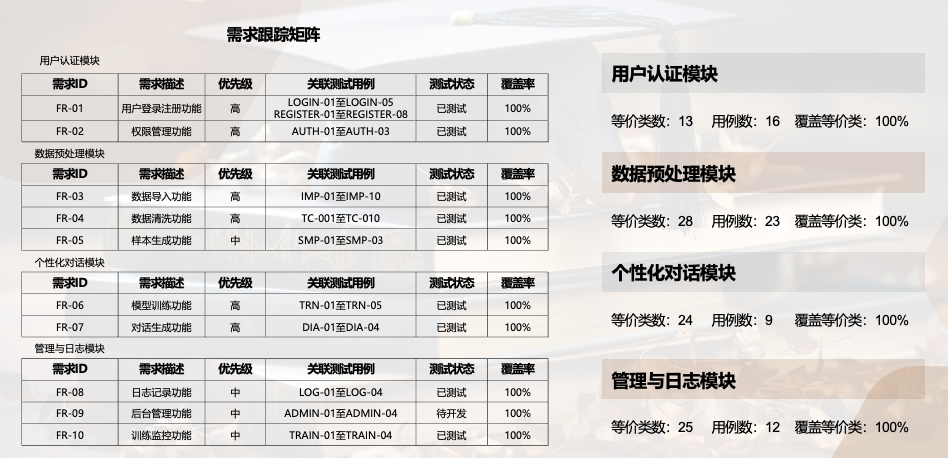 需求跟踪矩阵
用户认证模块
需求ID 需求描述 优先级 关联测试用例 测试状态 覆盖率
FR-01 用户登录注册功能 高 LOGIN-01至LOGIN-05 REGISTER-01至REGISTER-08 已测试 100%
FR-02 权限管理功能 高 AUTH-01至AUTH-03 已测试 100%
数据预处理模块
需求ID 需求描述 优先级 关联测试用例 测试状态 覆盖率
FR-03 数据导入功能 高 IMP-01至IMP-10 已测试 100%
FR-04 数据清洗功能 高 TC-001至TC-010 已测试 100%
FR-05 样本生成功能 中 SMP-01至SMP-03 已测试 100%
个性化对话模块
需求ID 需求描述 优先级 关联测试用例 测试状态 覆盖率
FR-06 模型训练功能 高 TRN-01至TRN-05 已测试 100%
FR-07 对话生成功能 高 DIA-01至DIA-04 已测试 100%
管理与日志模块
需求ID 需求描述 优先级 关联测试用例 测试状态 覆盖率
FR-08 日志记录功能 中 LOG-01至LOG-04 已测试 100%
FR-09 后台管理功能 中 ADMIN-01至ADMIN-04 待开发 100%
FR-10 训练监控功能 中 TRAIN-01至TRAIN-04 已测试 100%
用户认证模块
等价类数：13 用例数：16 覆盖等价类：100%
数据预处理模块
等价类数：28 用例数：23 覆盖等价类：100%
个性化对话模块
等价类数：24 用例数：9 覆盖等价类：100%
管理与日志模块
等价类数：25 用例数：12 覆盖等价类：100%